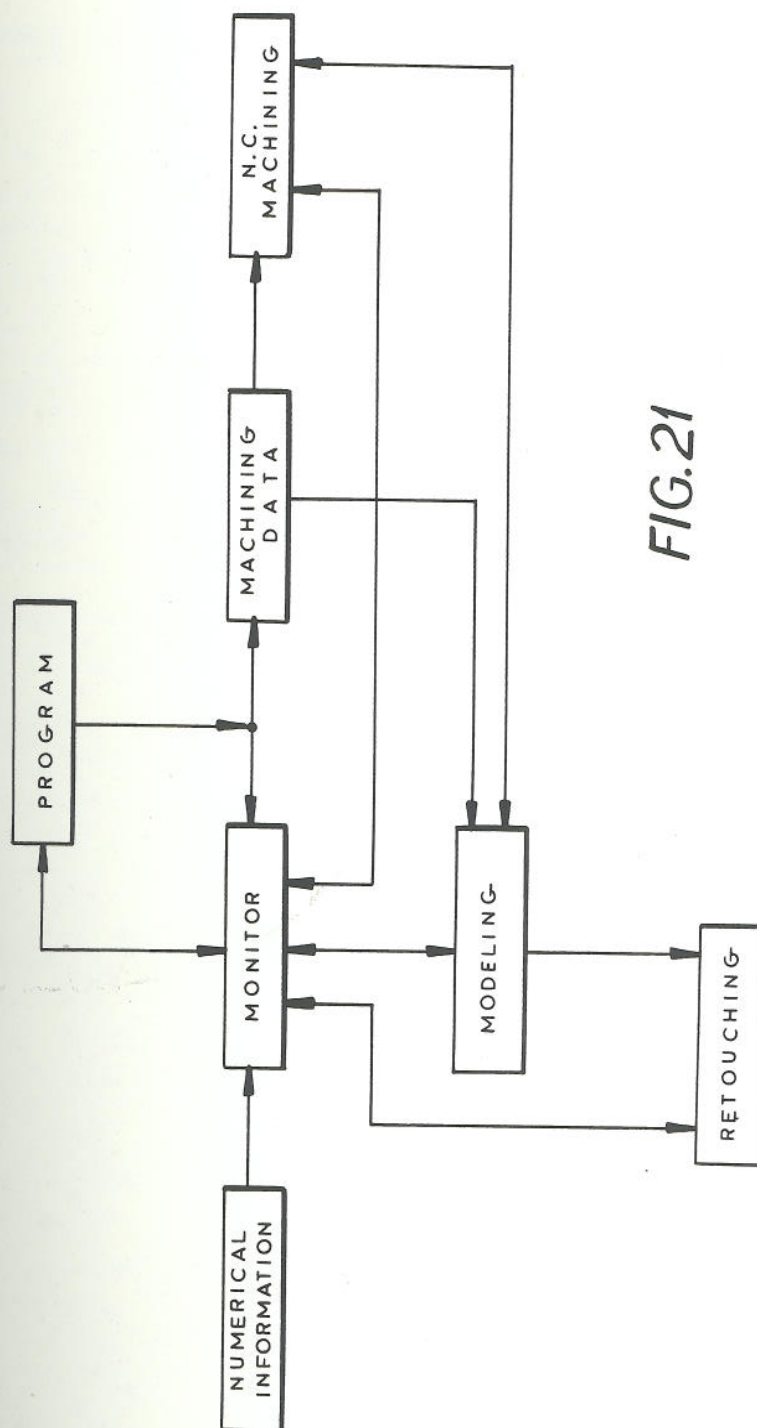 PROGRAM
NUMERICAL
INFORMATION
MONITOR
MACHINING
DATA
N.C.
MACHINING
MODELING
RETOUCHING
FIG.21